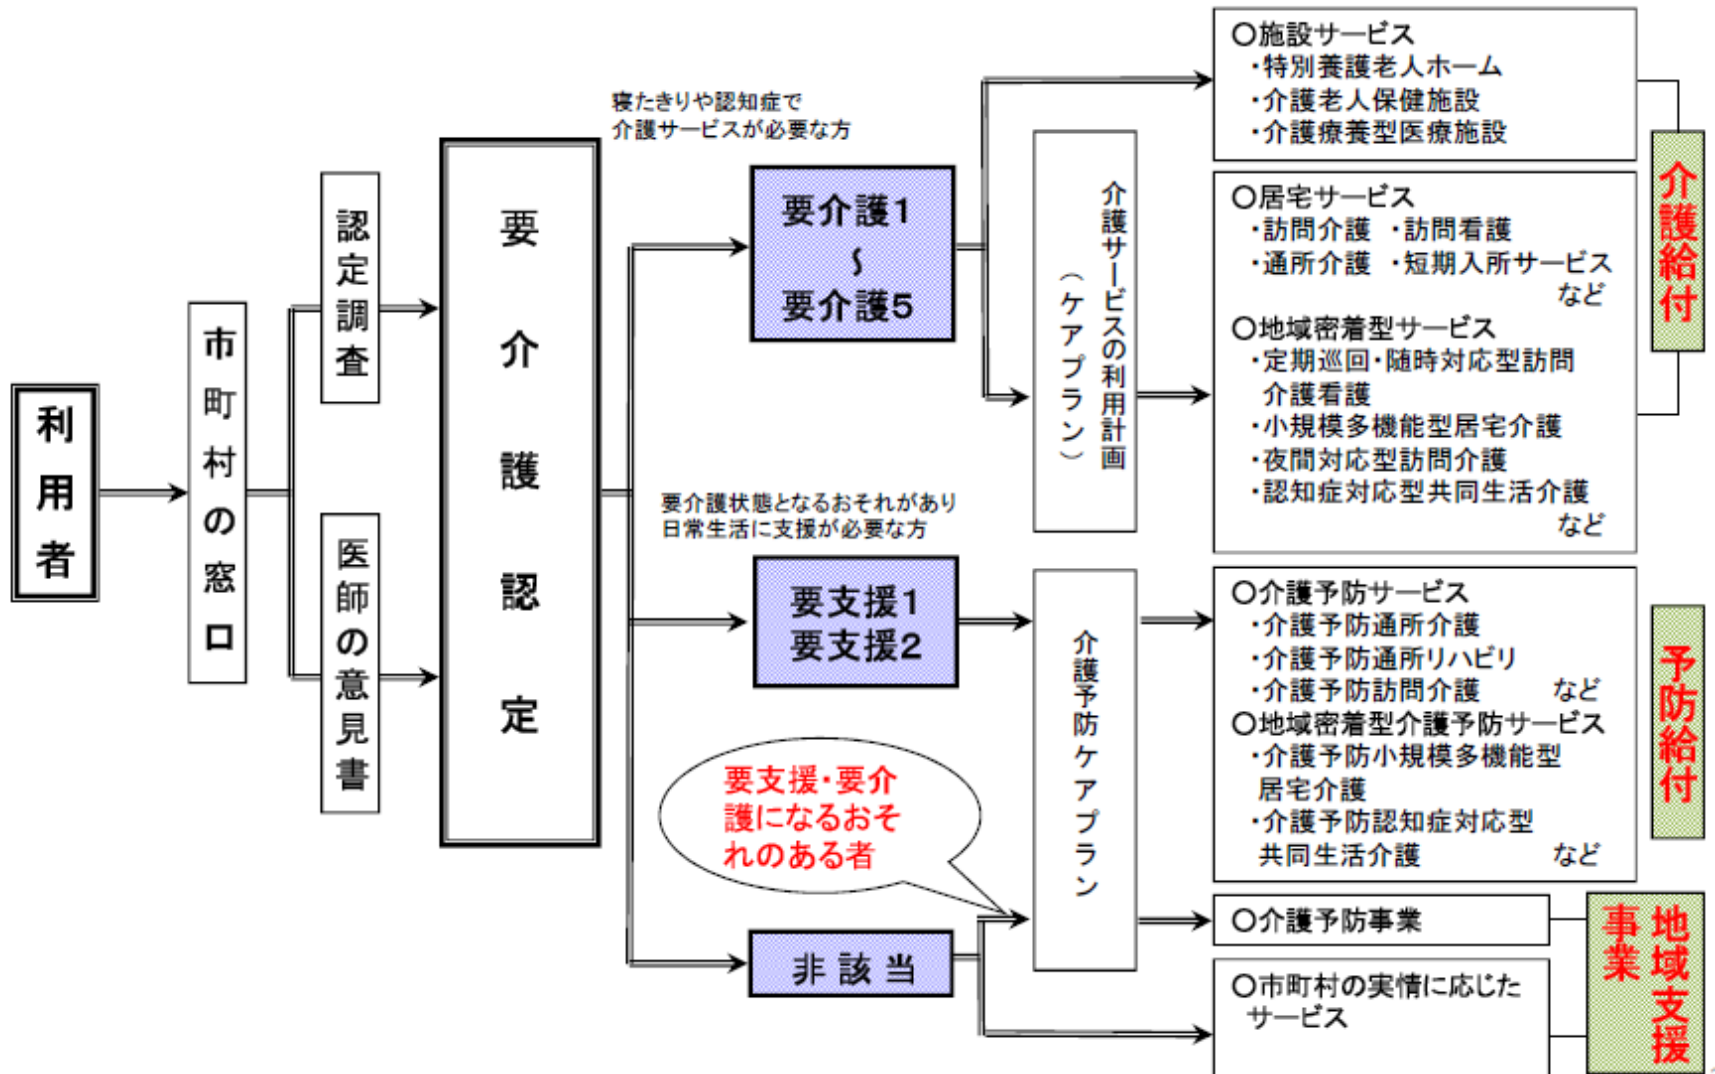 利用者
市町村の窓口
認定調査
医師の意見書
要介護認定
寝たきりや認知症で
介護サービスが必要な方
要介護1
～
要介護5
要介護状態となるおそれがあり
日常生活に支援が必要な方
要支援1
要支援2
要支援・要介
護になるおそ
れのある者
非該当
介護サービスの利用計画
（ケアプラン）
介護予防ケアプラン
○施設サービス
・特別養護老人ホーム
・介護老人保健施設
・介護療養型医療施設
○居宅サービス
・訪問介護 ・訪問看護
・通所介護 ・短期入所サービス
など
○地域密着型サービス
・定期巡回・随時対応型訪問
介護看護
・小規模多機能型居宅介護
・夜間対応型訪問介護
・認知症対応型共同生活介護
など
介護給付
○介護予防サービス
・介護予防通所介護
・介護予防通所リハビリ
・介護予防訪問介護 など
○地域密着型介護予防サービス
・介護予防小規模多機能型
居宅介護
・介護予防認知症対応型
共同生活介護 など
予防給付
○介護予防事業
○市町村の実情に応じた
サービス
地域支援
事業